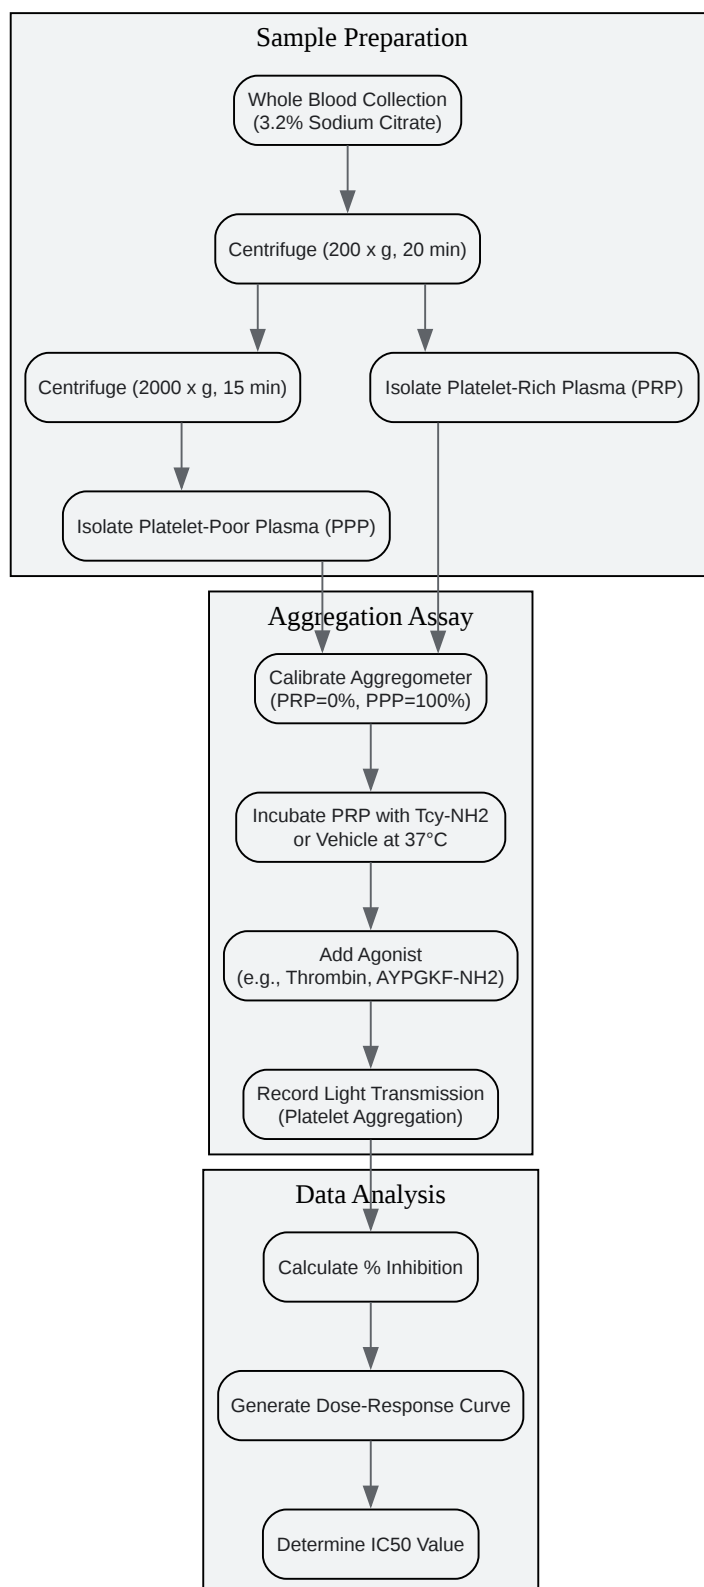 Sample Preparation
Whole Blood Collection
(3.2% Sodium Citrate)
Centrifuge (200 x g, 20 min)
Centrifuge (2000 x g, 15 min)
Isolate Platelet-Rich Plasma (PRP)
Isolate Platelet-Poor Plasma (PPP)
Aggregation Assay
Calibrate Aggregometer
(PRP=0%, PPP=100%)
Incubate PRP with Tcy-NH2
or Vehicle at 37°C
Add Agonist
(e.g., Thrombin, AYPGKF-NH2)
Record Light Transmission
(Platelet Aggregation)
Data Analysis
Calculate % Inhibition
Generate Dose-Response Curve
Determine IC50 Value